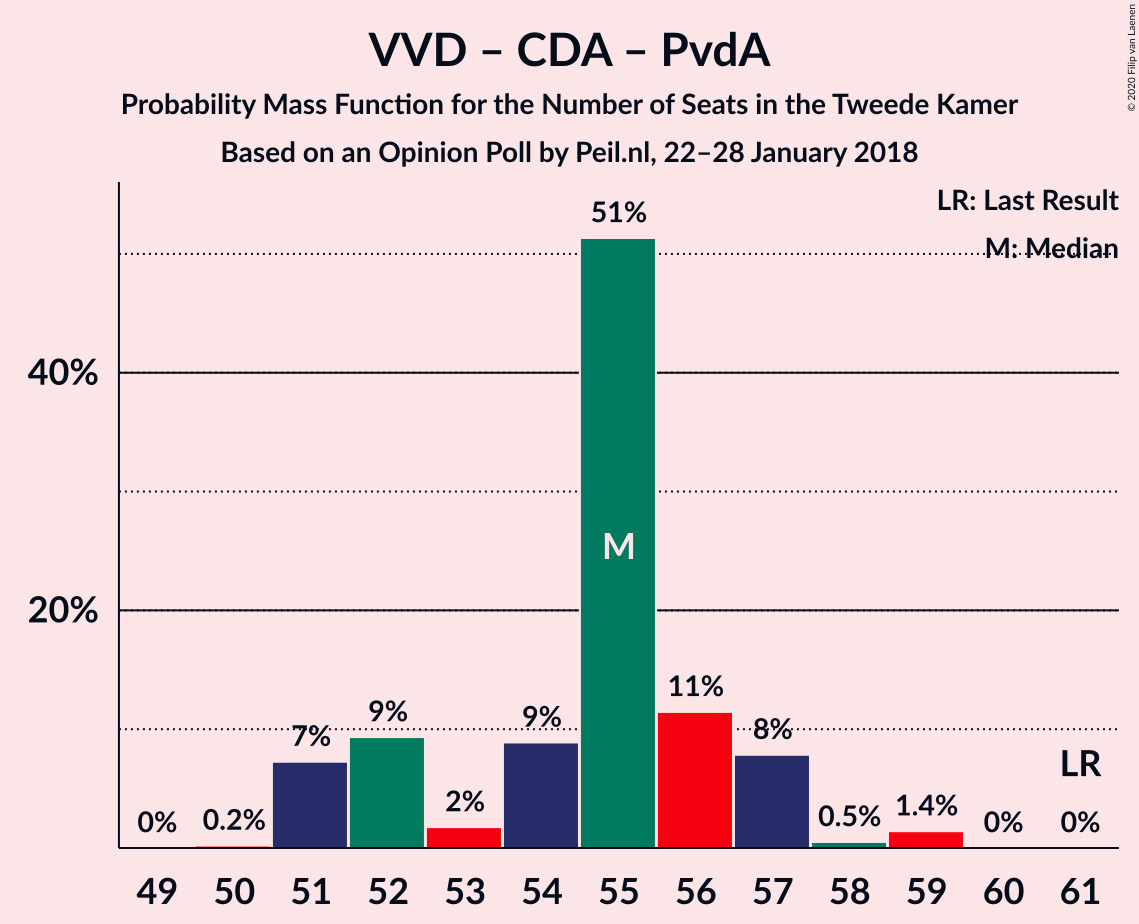 VVD – CDA – PvdA
Probability Mass Function for the Number of Seats in the Tweede Kamer
Based on an Opinion Poll by Peil.nl, 22–28 January 2018
© 2020 Filip van Laenen
LR: Last Result
M: Median
40%
20%
0%
0.2%
7%
9%
2%
9%
51%
11%
8%
0.5%
1.4%
0%
0%
M
LR
49 50 51 52 53 54 55 56 57 58 59 60 61